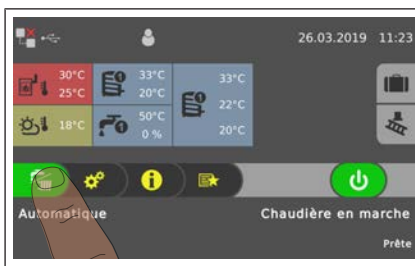 26.03.2019 11:23
30°C 33°C 33°C
25°C 20°C
22°C
18°C 50°C
0 % 20°C
Automatique Chaudière en marche
Prête